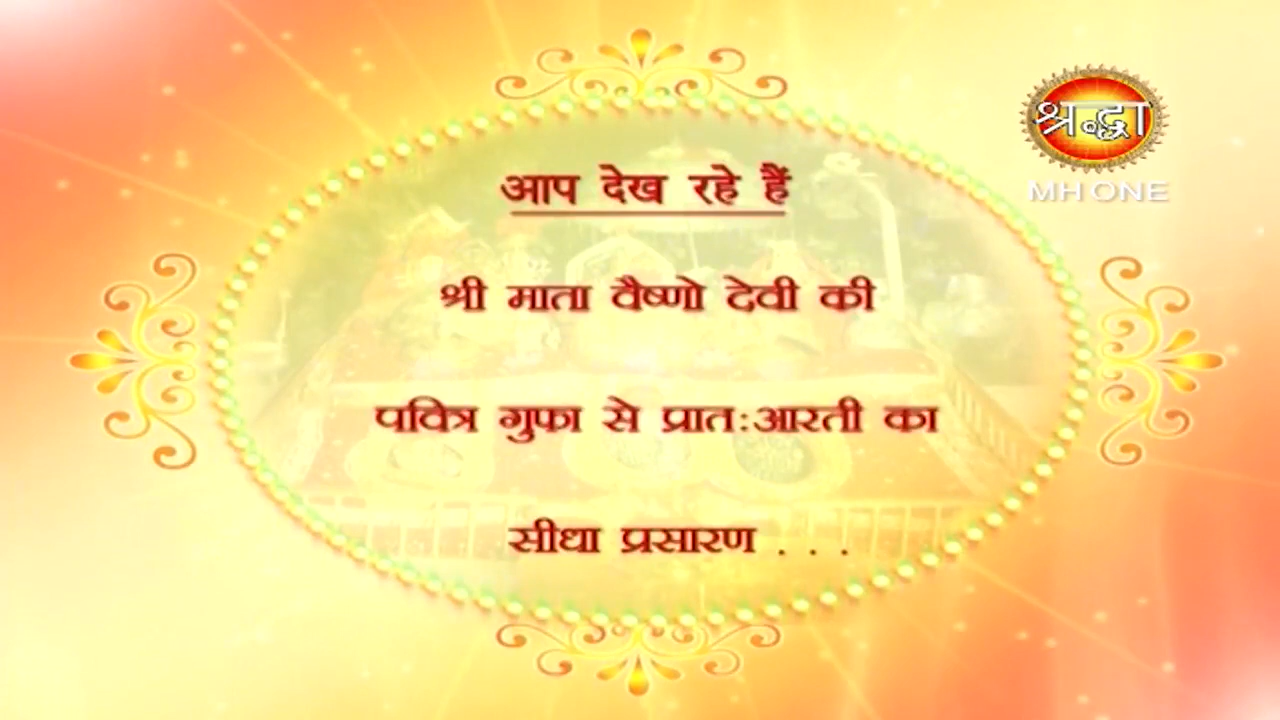 श्रद्धा
MH ONE
आप देख रहे हैं
श्री माता वैष्णो देवी की
पवित्र गुफा से प्रातःआरती का
सीधा प्रसारण . . .